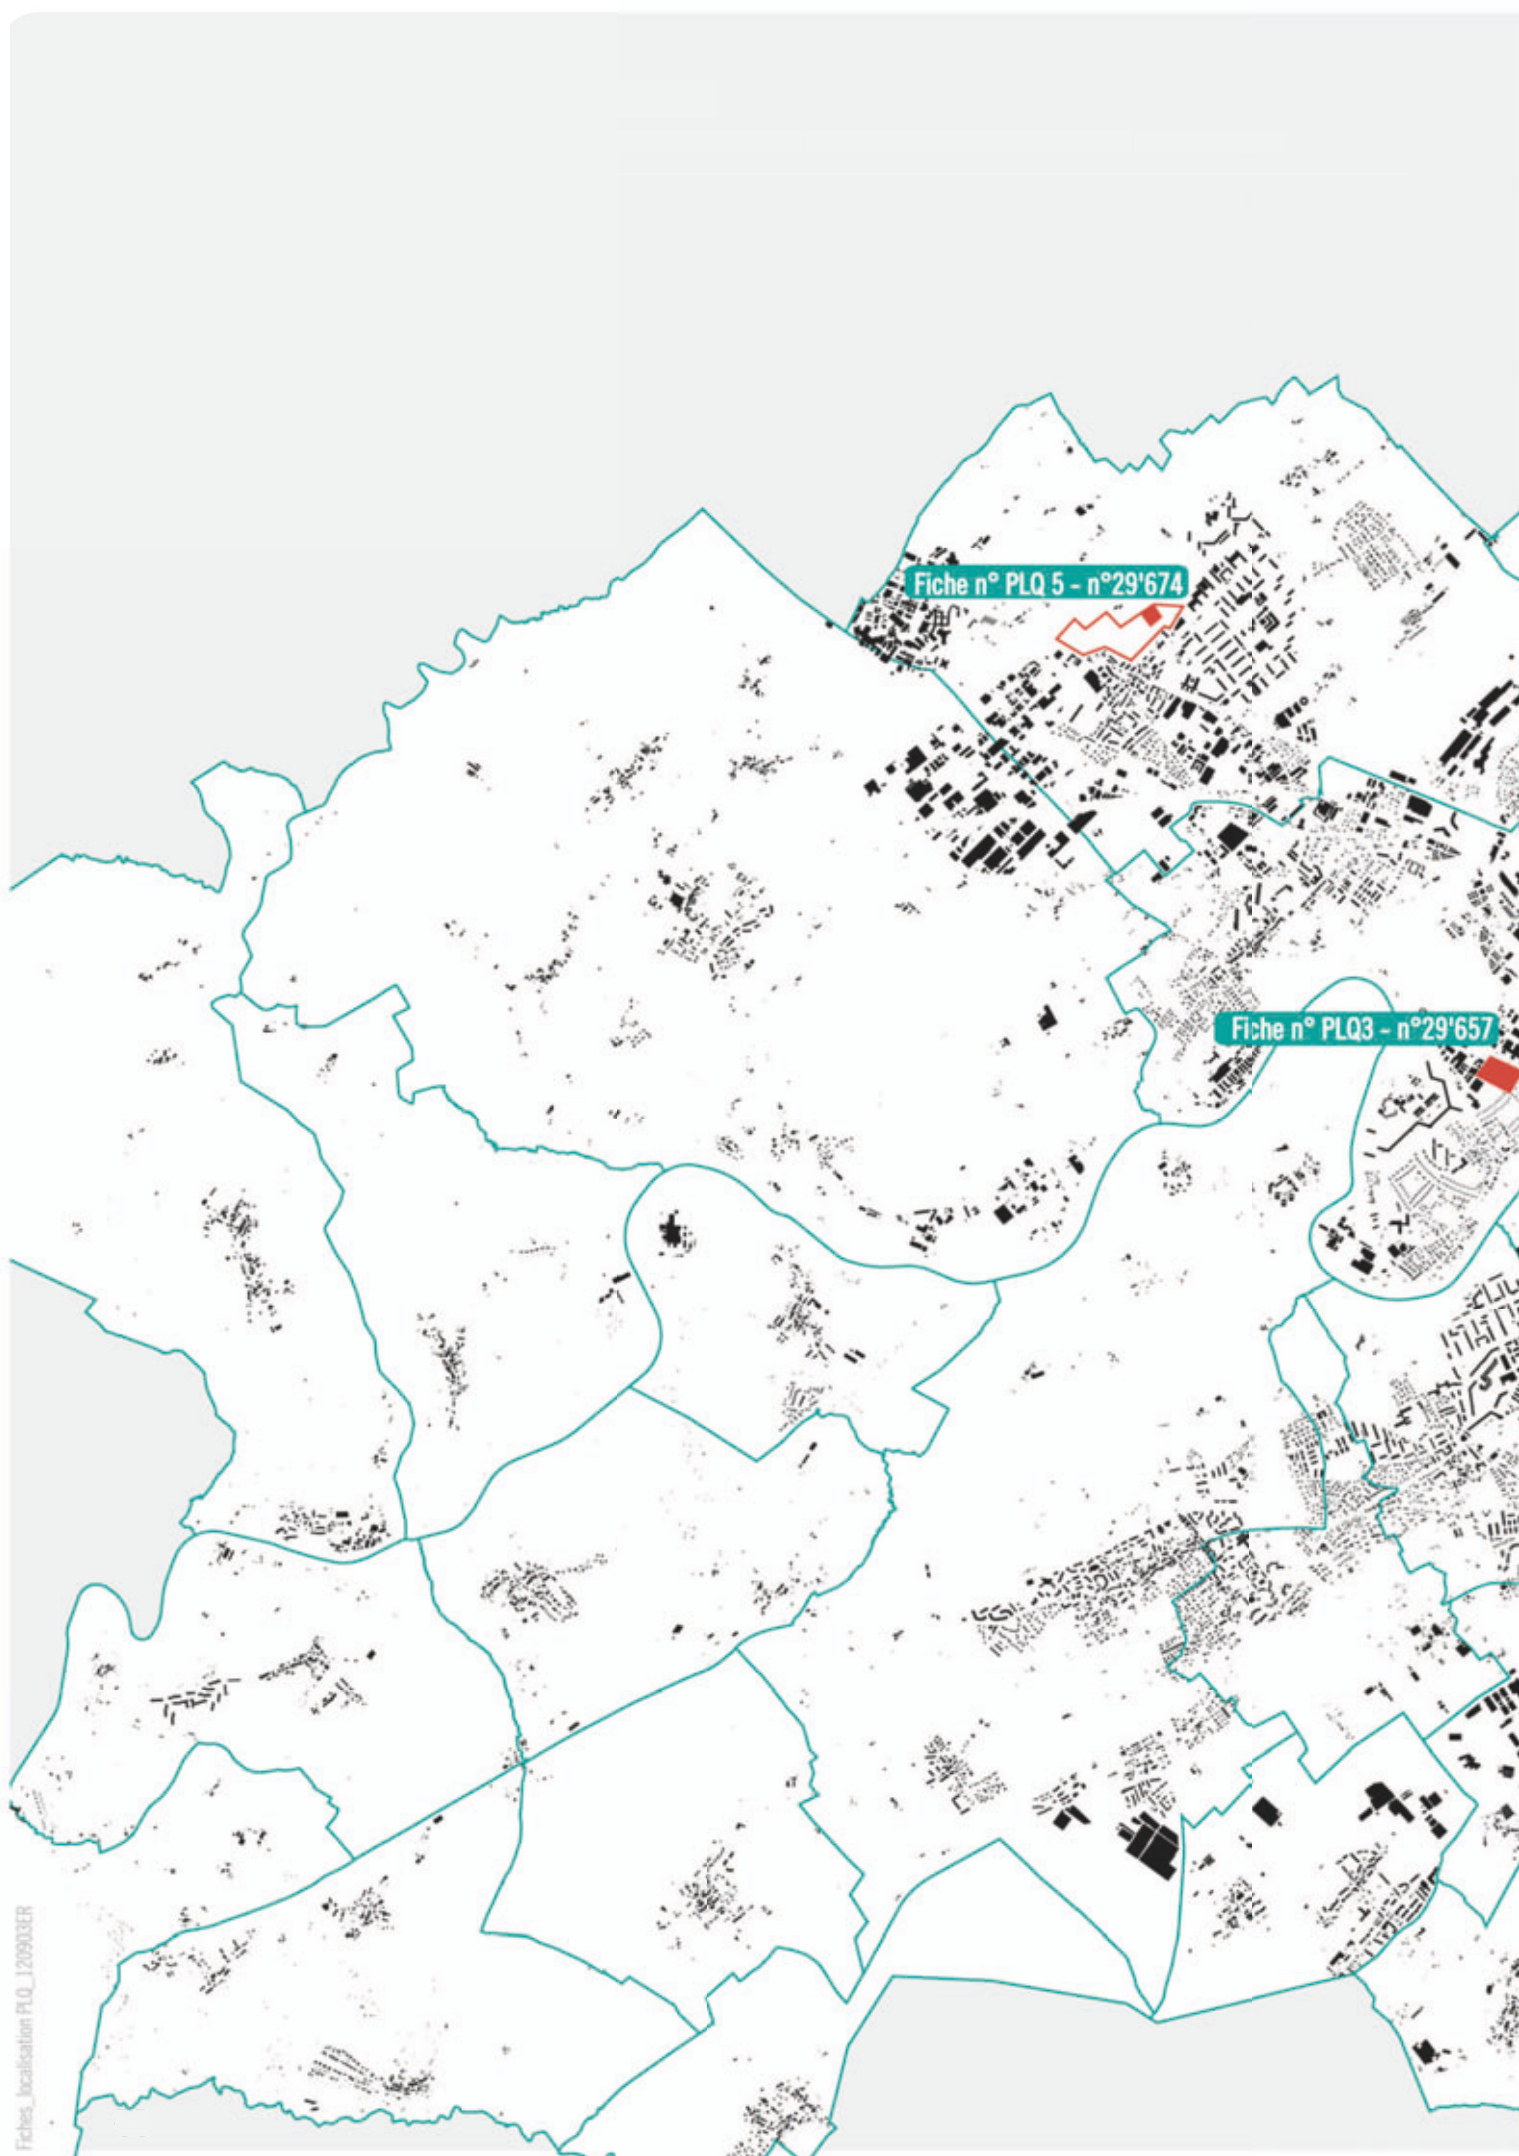 Fiche n° PLQ 5 - n°29'674
Fiche n° PLQ3 - n°29'657
Fiches_localisation PLQ_120903ER